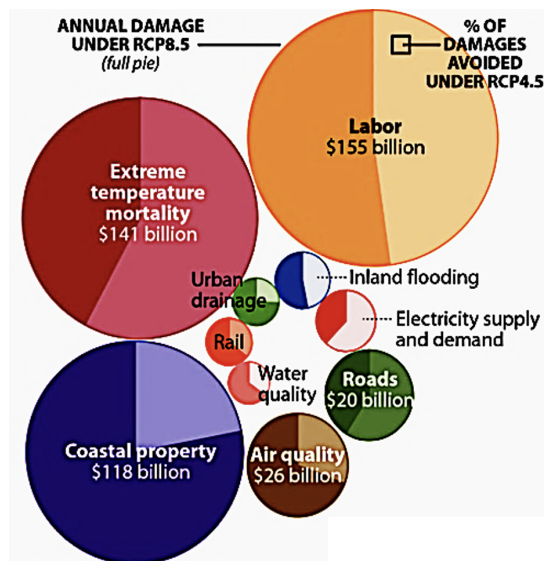 ANNUAL DAMAGE
UNDER RCP8.5
(full pie)
% OF
DAMAGES
AVOIDED
UNDER RCP4.5
Labor
$155 billion
Extreme
temperature
mortality
$141 billion
Urban
drainage
Inland flooding
Electricity supply
and demand
Rail
Water
quality
Roads
$20 billion
Coastal property
$118 billion
Air quality
$26 billion